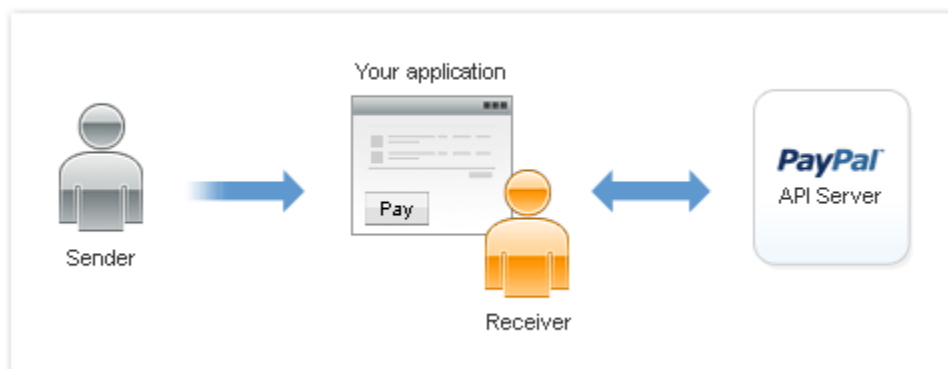 Your application
PayPal
API Server
Pay
Sender
Receiver